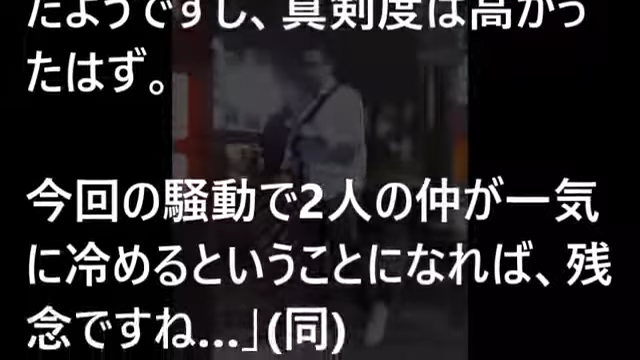 たようですし、真剣度は高かっ
たはず。
今回の騒動で2人の仲が一気
に冷めるということになれば、残
念ですね…」(同)